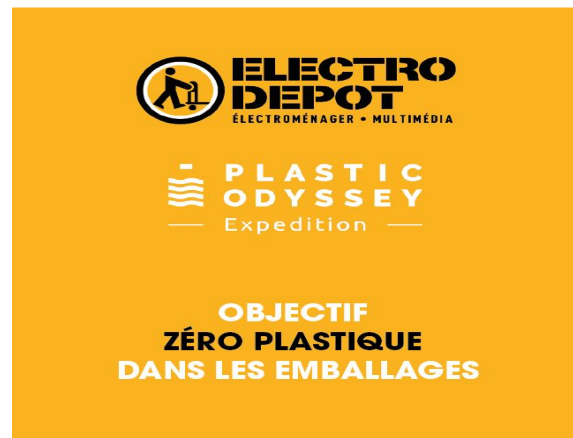 ELECTRO
DEPOT
ÉLECTROMÉNAGER • MULTIMÉDIA
PLASTIC
ODYSSEY
Expedition
OBJECTIF
ZÉRO PLASTIQUE
DANS LES EMBALLAGES